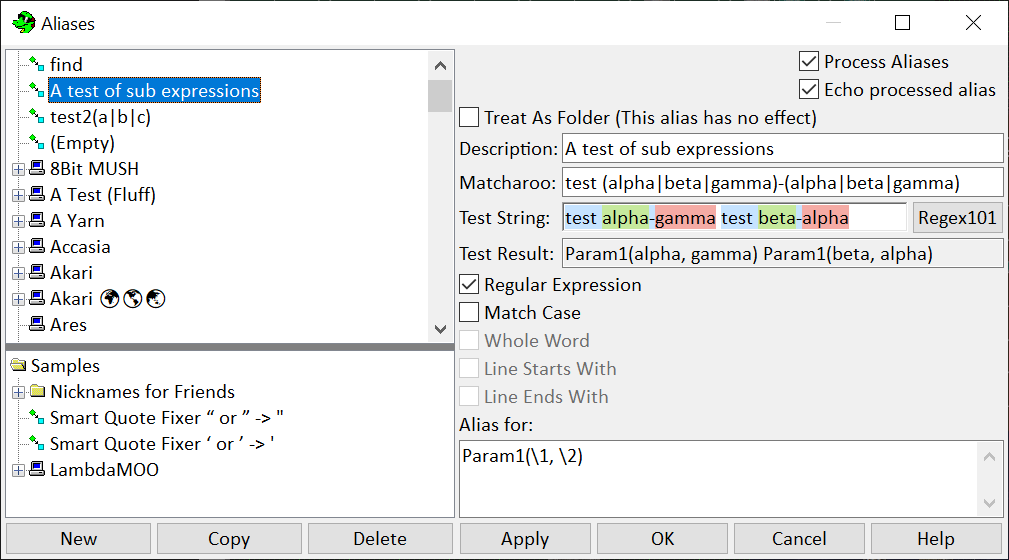 Aliases
find
A test of sub expressions
test2(a|b|c)
(Empty)
8Bit MUSH
A Test (Fluff)
A Yarn
Accasia
Akari
Akari 🌍🌎🌏
Ares
Samples
Nicknames for Friends
Smart Quote Fixer “ or ” -> "
Smart Quote Fixer ‘ or ’ -> '
LambdaMOO
Process Aliases
Echo processed alias
Treat As Folder (This alias has no effect)
Description: A test of sub expressions
Matcharoo: test (alpha|beta|gamma)-(alpha|beta|gamma)
Test String: test alpha-gamma test beta-alpha Regex101
Test Result: Param1(alpha, gamma) Param1(beta, alpha)
Regular Expression
Match Case
Whole Word
Line Starts With
Line Ends With
Alias for:
Param1(\1, \2)
New Copy Delete Apply OK Cancel Help